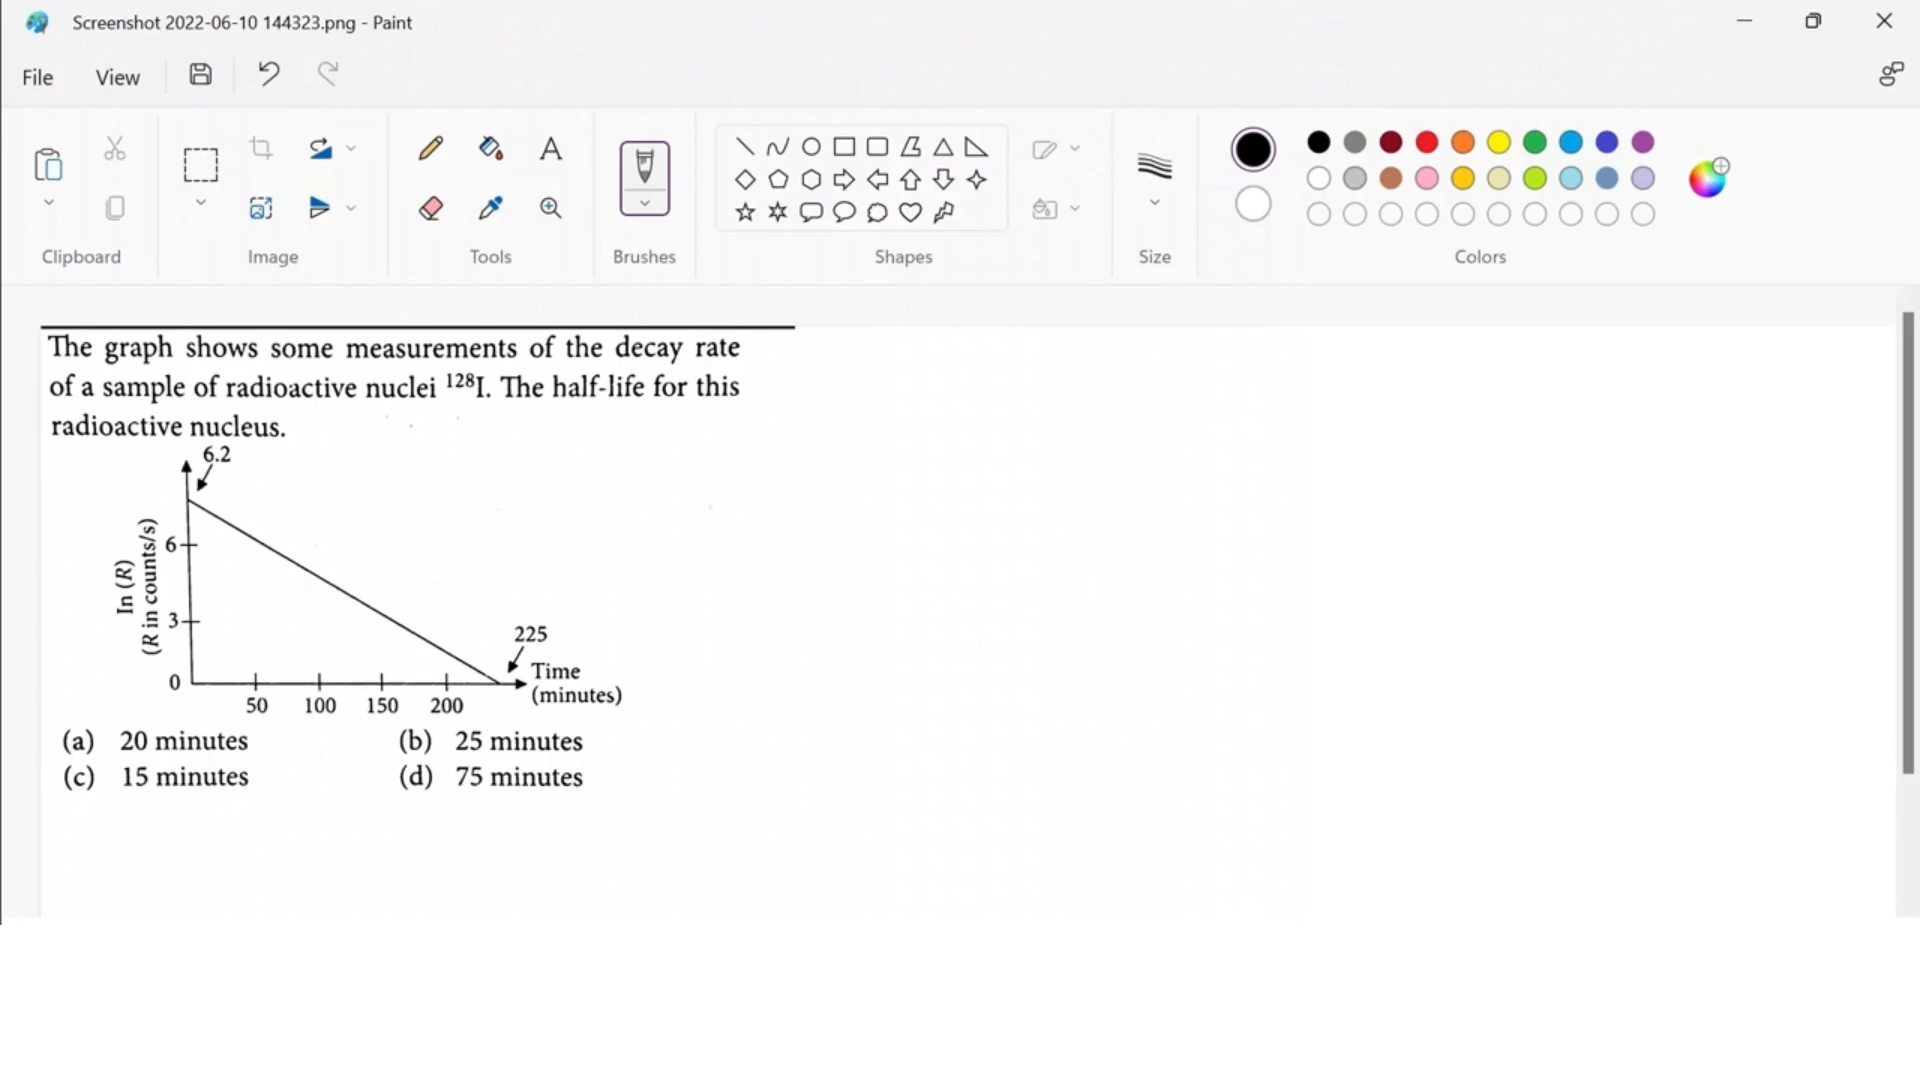 Screenshot 2022-06-10 144323.png - Paint
File View
Clipboard Image Tools Brushes Shapes Size Colors
The graph shows some measurements of the decay rate
of a sample of radioactive nuclei ¹²⁸I. The half-life for this
radioactive nucleus.
6.2
In (R)
(R in counts/s)
6
3
0
225
Time
(minutes)
50 100 150 200
(a) 20 minutes (b) 25 minutes
(c) 15 minutes (d) 75 minutes